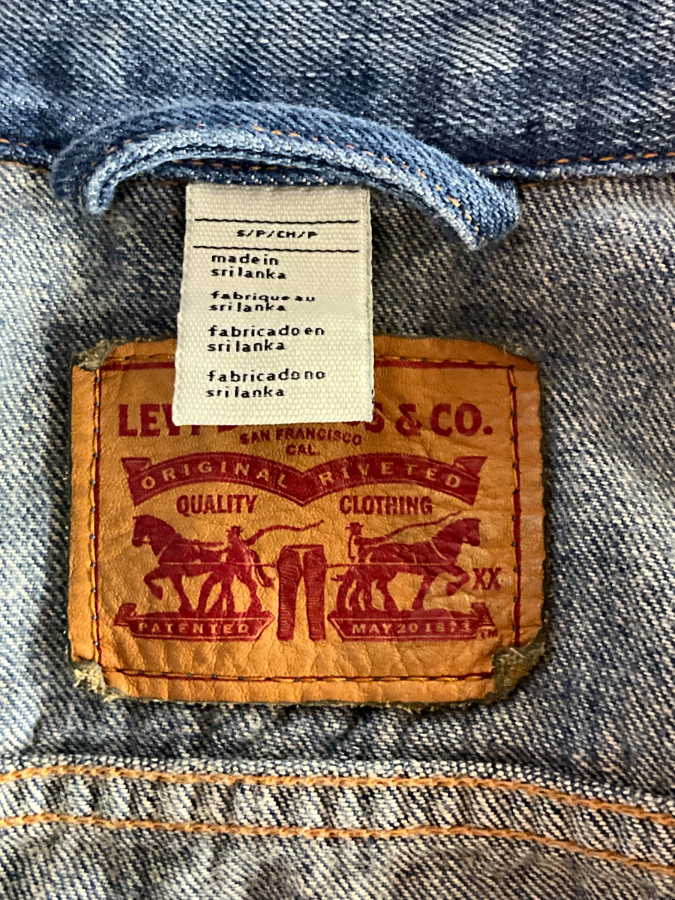 S/P/CH/P
made in
sri lanka
fabrique au
sri lanka
fabricado en
sri lanka
fabricado no
sri lanka
& CO.
SAN FRANCISCO
CAL.
ORIGINAL RIVETED
QUALITY CLOTHING
XX
PATENTED MAY 20 1873
TM